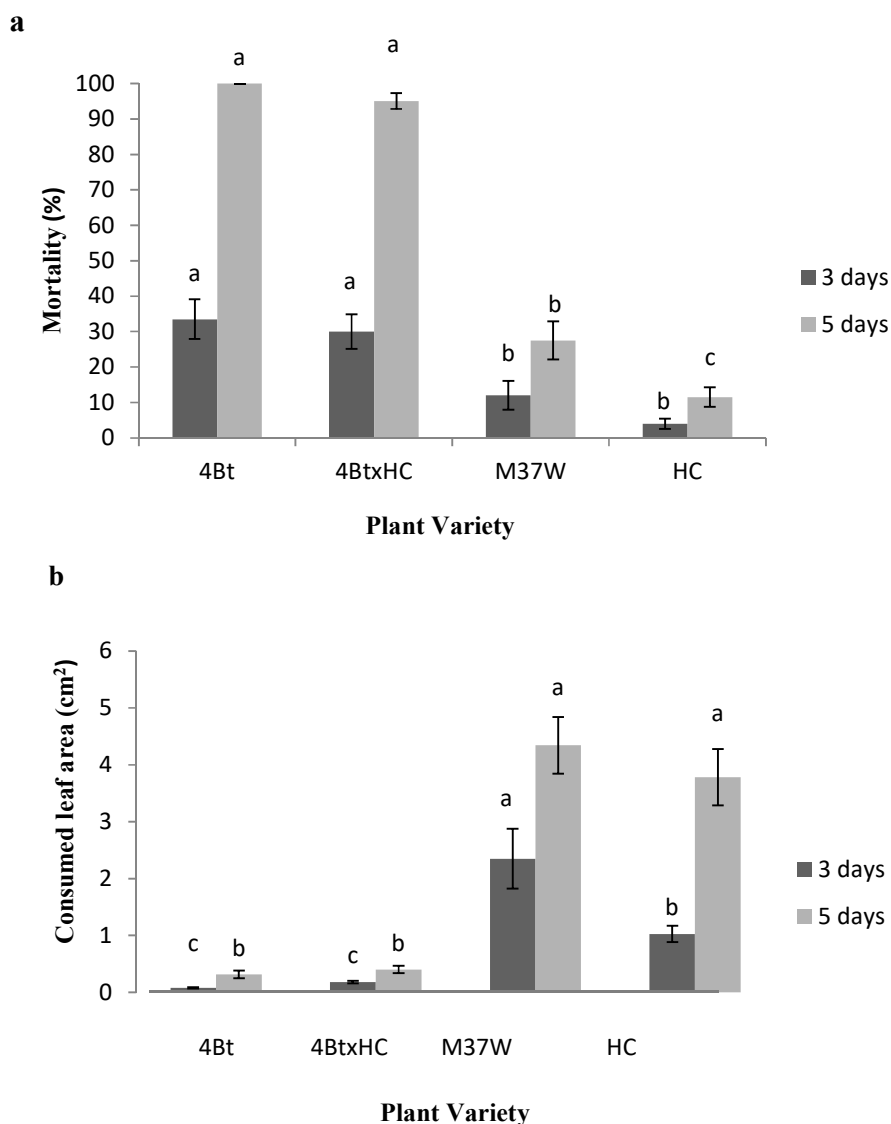 a
a
a
100
90
80
70
60
50
40
30
20
10
0
Mortality (%)
a
a
b
b
b
c
3 days
5 days
4Bt
4BtxHC
M37W
HC
Plant Variety
b
6
5
4
3
2
1
0
Consumed leaf area (cm²)
c
b
c
b
a
a
b
a
3 days
5 days
4Bt
4BtxHC
M37W
HC
Plant Variety